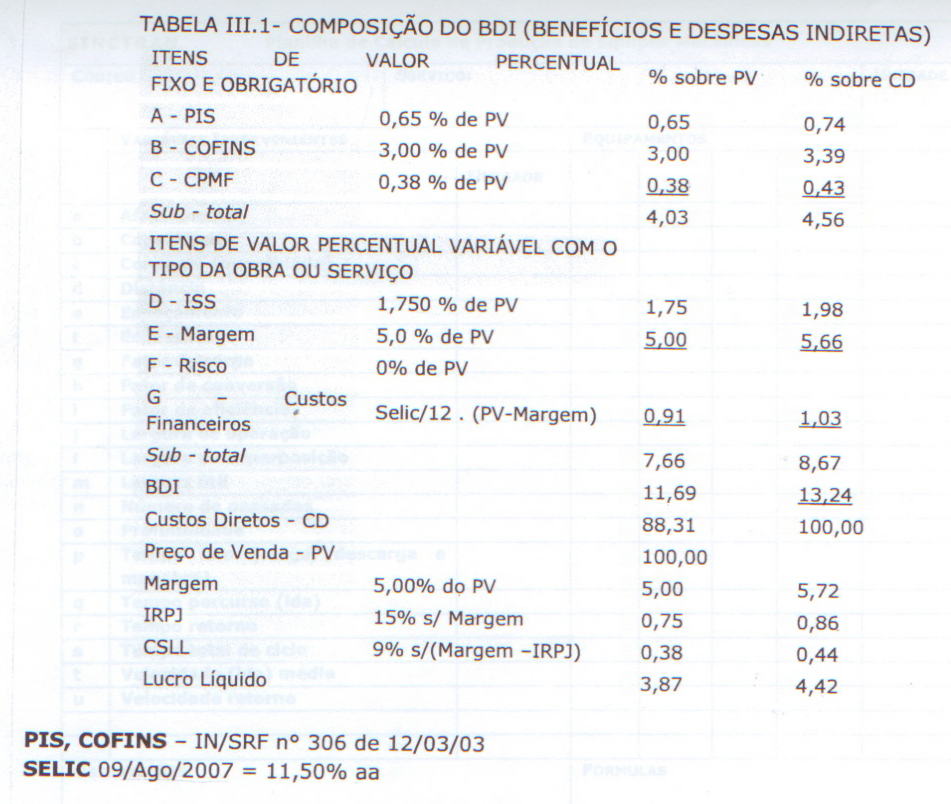 TABELA III.1- COMPOSIÇÃO DO BDI (BENEFÍCIOS E DESPESAS INDIRETAS)
ITENS DE VALOR PERCENTUAL FIXO E OBRIGATÓRIO % sobre PV % sobre CD
A - PIS 0,65 % de PV 0,65 0,74
B - COFINS 3,00 % de PV 3,00 3,39
C - CPMF 0,38 % de PV 0,38 0,43
Sub - total 4,03 4,56
ITENS DE VALOR PERCENTUAL VARIÁVEL COM O
TIPO DA OBRA OU SERVIÇO
D - ISS 1,750 % de PV 1,75 1,98
E - Margem 5,0 % de PV 5,00 5,66
F - Risco 0% de PV
G – Custos Financeiros Selic/12 . (PV-Margem) 0,91 1,03
Sub - total 7,66 8,67
BDI 11,69 13,24
Custos Diretos - CD 88,31 100,00
Preço de Venda - PV 100,00
Margem 5,00% do PV 5,00 5,72
IRPJ 15% s/ Margem 0,75 0,86
CSLL 9% s/(Margem –IRPJ) 0,38 0,44
Lucro Líquido 3,87 4,42
PIS, COFINS – IN/SRF n° 306 de 12/03/03
SELIC 09/Ago/2007 = 11,50% aa